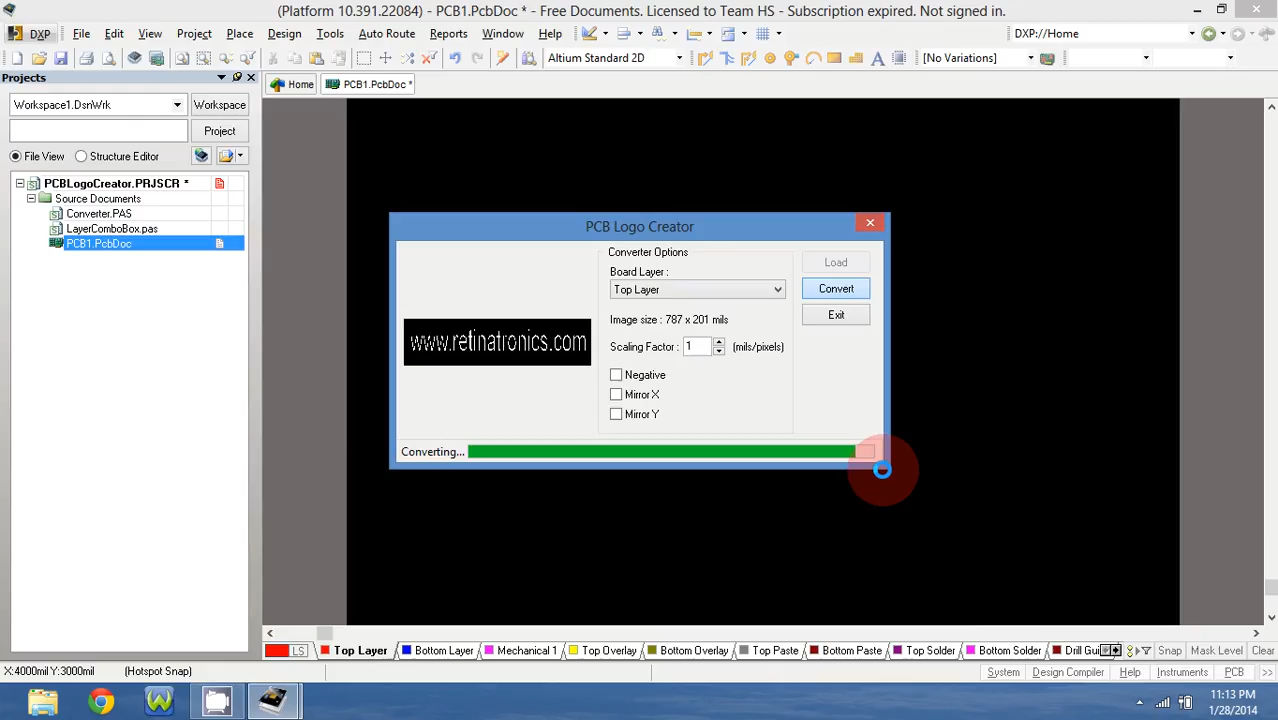 (Platform 10.391.22084) - PCB1.PcbDoc * - Free Documents. Licensed to Team HS - Subscription expired. Not signed in.
DXP File Edit View Project Place Design Tools Auto Route Reports Window Help DXP://Home
Altium Standard 2D [No Variations]
Projects
Home PCB1.PcbDoc *
Workspace1.DsnWrk Workspace
Project
File View Structure Editor
PCBLogoCreator.PRJSCR *
Source Documents
Converter.PAS
LayerComboBox.pas
PCB1.PcbDoc
PCB Logo Creator
Converter Options
Board Layer :
Top Layer
Load
Convert
Exit
Image size : 787 x 201 mils
www.retinatronics.com
Scaling Factor : 1 (mils/pixels)
Negative
Mirror X
Mirror Y
Converting...
LS Top Layer Bottom Layer Mechanical 1 Top Overlay Bottom Overlay Top Paste Bottom Paste Top Solder Bottom Solder Drill Gui Snap Mask Level Clear
X:4000mil Y:3000mil (Hotspot Snap) System Design Compiler Help Instruments PCB >>
11:13 PM
1/28/2014